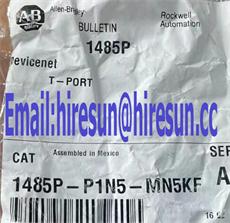 Allen-Bradley
AB
Rockwell
Automation
BULLETIN
1485P
evicenet
T-PORT
Email:hiresun@hiresun.cc
CAT
Assembled in Mexico
SER
1485P-P1N5-MN5KF
A